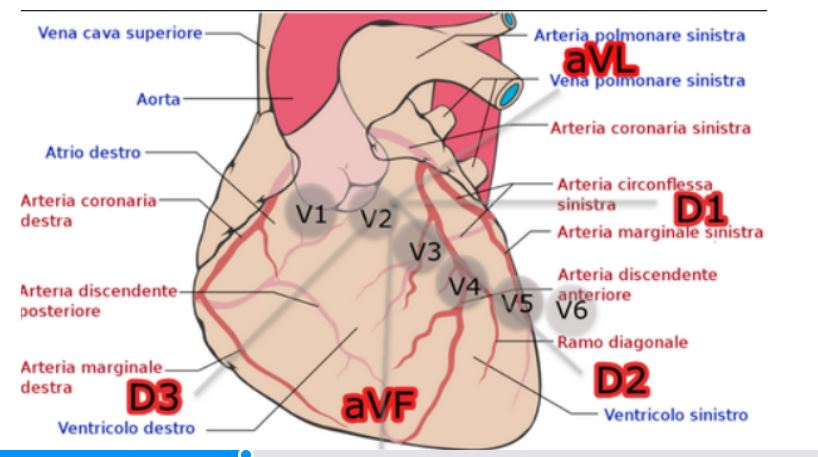 Vena cava superiore
Aorta
Atrio destro
Arteria coronaria
destra
Arteria discendente
posteriore
Arteria marginale
destra
D3
Ventricolo destro
V1
V2
V3
V4
V5
V6
aVF
Arteria polmonare sinistra
aVL
Vena polmonare sinistra
Arteria coronaria sinistra
Arteria circonflessa
sinistra
D1
Arteria marginale sinistra
Arteria discendente
anteriore
Ramo diagonale
D2
Ventricolo sinistro